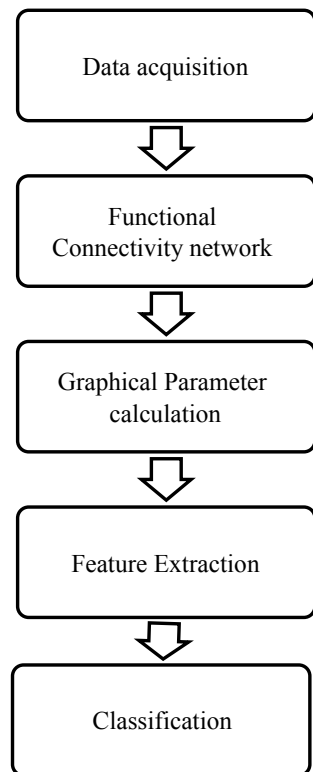 Data acquisition
Functional
Connectivity network
Graphical Parameter
calculation
Feature Extraction
Classification